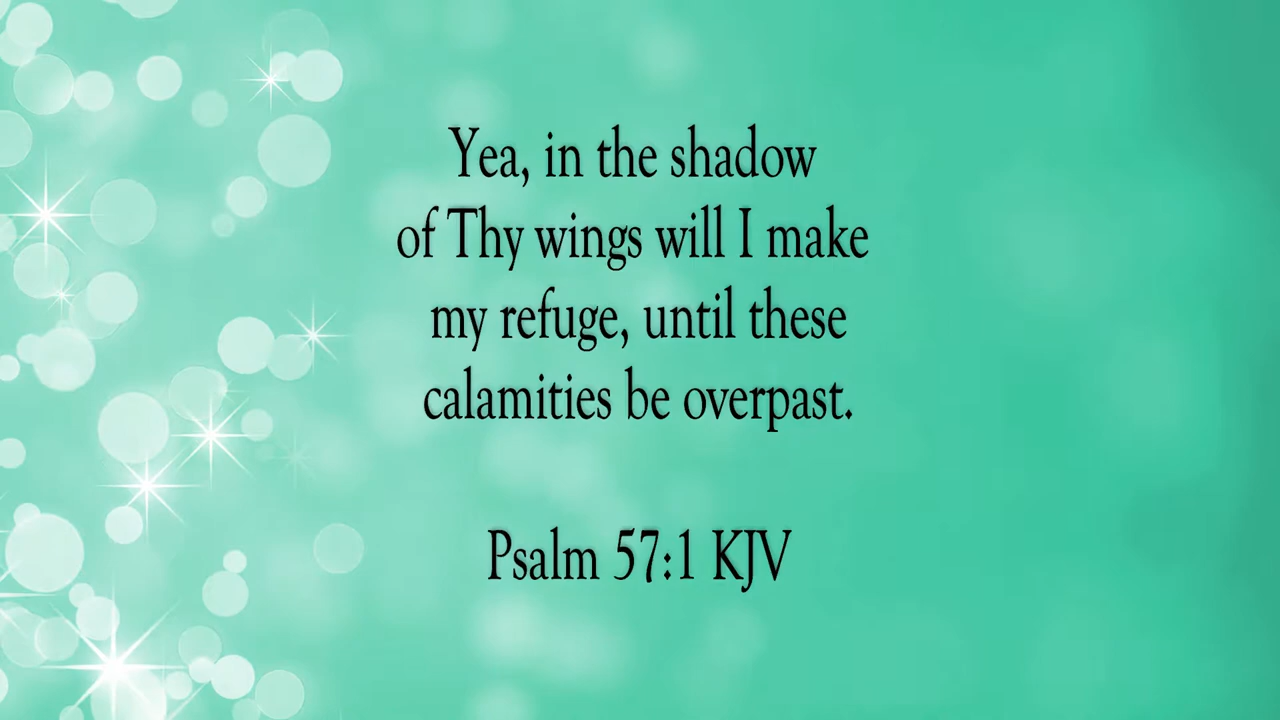 Yea, in the shadow
of Thy wings will I make
my refuge, until these
calamities be overpast.
Psalm 57:1 KJV